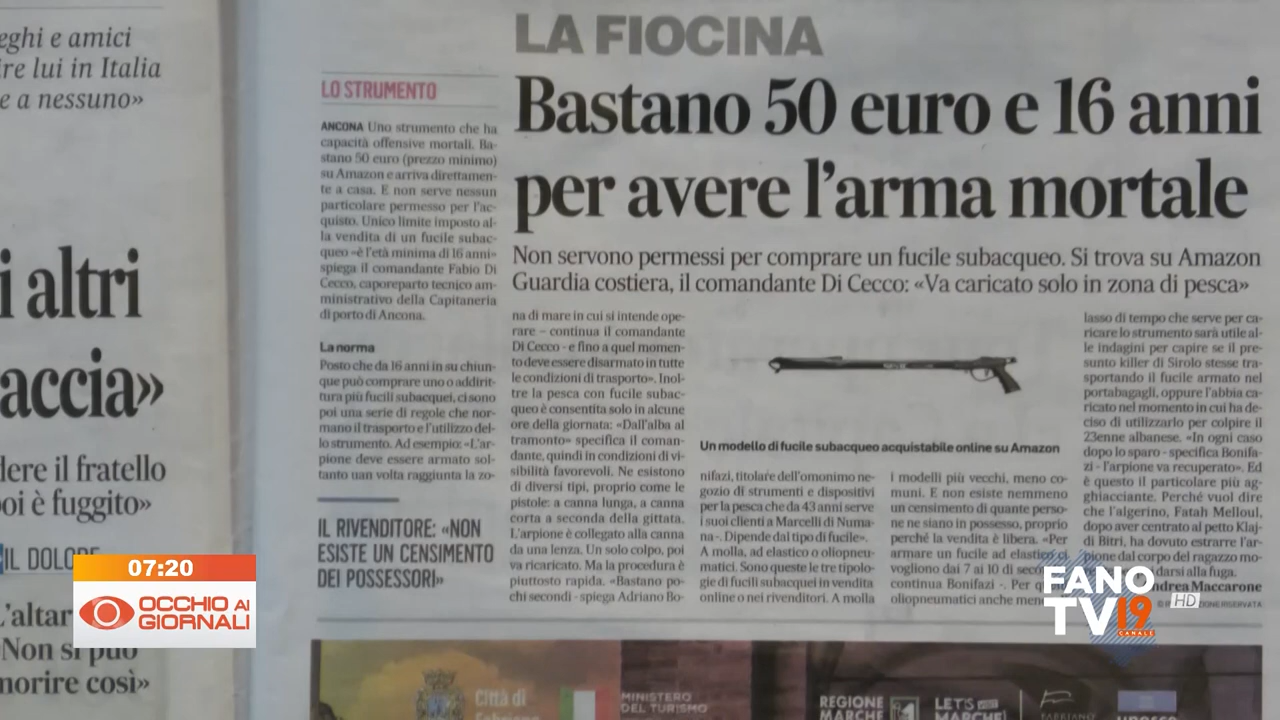 eghi e amici
re lui in Italia
e a nessuno»
i altri
accia»
dere il fratello
poi è fuggito»
IL DOLORE
L'altar
Non si può
morire così»
LA FIOCINA
Bastano 50 euro e 16 anni
per avere l'arma mortale
Non servono permessi per comprare un fucile subacqueo. Si trova su Amazon
Guardia costiera, il comandante Di Cecco: «Va caricato solo in zona di pesca»
LO STRUMENTO
ANCONA Uno strumento che ha
capacità offensive mortali. Ba-
stano 50 euro (prezzo minimo)
su Amazon e arriva direttamen-
te a casa. E non serve nessun
particolare permesso per l'ac-
quisto. Unico limite imposto al-
la vendita di un fucile subac-
queo «è l'età minima di 16 anni»
spiega il comandante Fabio Di
Cecco, caporeparto tecnico am-
ministrativo della Capitaneria
di porto di Ancona.
La norma
Posto che da 16 anni in su chiun-
que può comprare uno o addirit-
tura più fucili subacquei, ci sono
poi una serie di regole che nor-
mano il trasporto e l'utilizzo del-
lo strumento. Ad esempio: «L'ar-
pione deve essere armato sol-
tanto uan volta raggiunta la zo-
IL RIVENDITORE: «NON
ESISTE UN CENSIMENTO
DEI POSSESSORI»
na di mare in cui si intende ope-
rare – continua il comandante
Di Cecco - e fino a quel momen-
to deve essere disarmato in tutte
le condizioni di trasporto». Inol-
tre la pesca con fucile subac-
queo è consentita solo in alcune
ore della giornata: «Dall'alba al
tramonto» specifica il coman-
dante, quindi in condizioni di vi-
sibilità favorevoli. Ne esistono
di diversi tipi, proprio come le
pistole: a canna lunga, a canna
corta a seconda della gittata.
L'arpione è collegato alla canna
da una lenza. Un solo colpo, poi
va ricaricato. Ma la procedura è
piuttosto rapida. «Bastano po-
chi secondi - spiega Adriano Bo-
Un modello di fucile subacqueo acquistabile online su Amazon
nifazi, titolare dell'omonimo ne-
gozio di strumenti e dispositivi
per la pesca che da 43 anni serve
i suoi clienti a Marcelli di Numa-
na-. Dipende dal tipo di fucile».
A molla, ad elastico o oliopneu-
matici. Sono queste le tre tipolo-
gie di fucili subacquei in vendita
online o nei rivenditori. A molla
i modelli più vecchi, meno co-
muni. E non esiste nemmeno
un censimento di quante perso-
ne ne siano in possesso, proprio
perché la vendita è libera. «Per
armare un fucile ad elastico ci
vogliono dai 7 ai 10 di
continua Bonifazi -. Per
oliopneumatici anche
lasso di tempo che serve per ca-
ricare lo strumento sarà utile al-
le indagini per capire se il pre-
sunto killer di Sirolo stesse tra-
sportando il fucile armato nel
portabagagli, oppure l'abbia ca-
ricato nel momento in cui ha de-
ciso di utilizzarlo per colpire il
23enne albanese. «In ogni caso
dopo lo sparo - specifica Bonifa-
zi - l'arpione va recuperato». Ed
è questo il particolare più ag-
ghiacciante. Perché vuol dire
che l'algerino, Fatah Melloul,
dopo aver centrato al petto Klaj-
di Bitri, ha dovuto estrarre l'ar-
pione dal corpo del ragazzo
darsi alla fuga.
ndrea Maccarone
ZIONE RISERVATA
07:20
OCCHIO AI
GIORNALI
FANO
TV 19
CANALE
HD
Città di
MINISTERO
DEL TURISMO
REGIONE
MARCHE
LET'S
MARCHE!